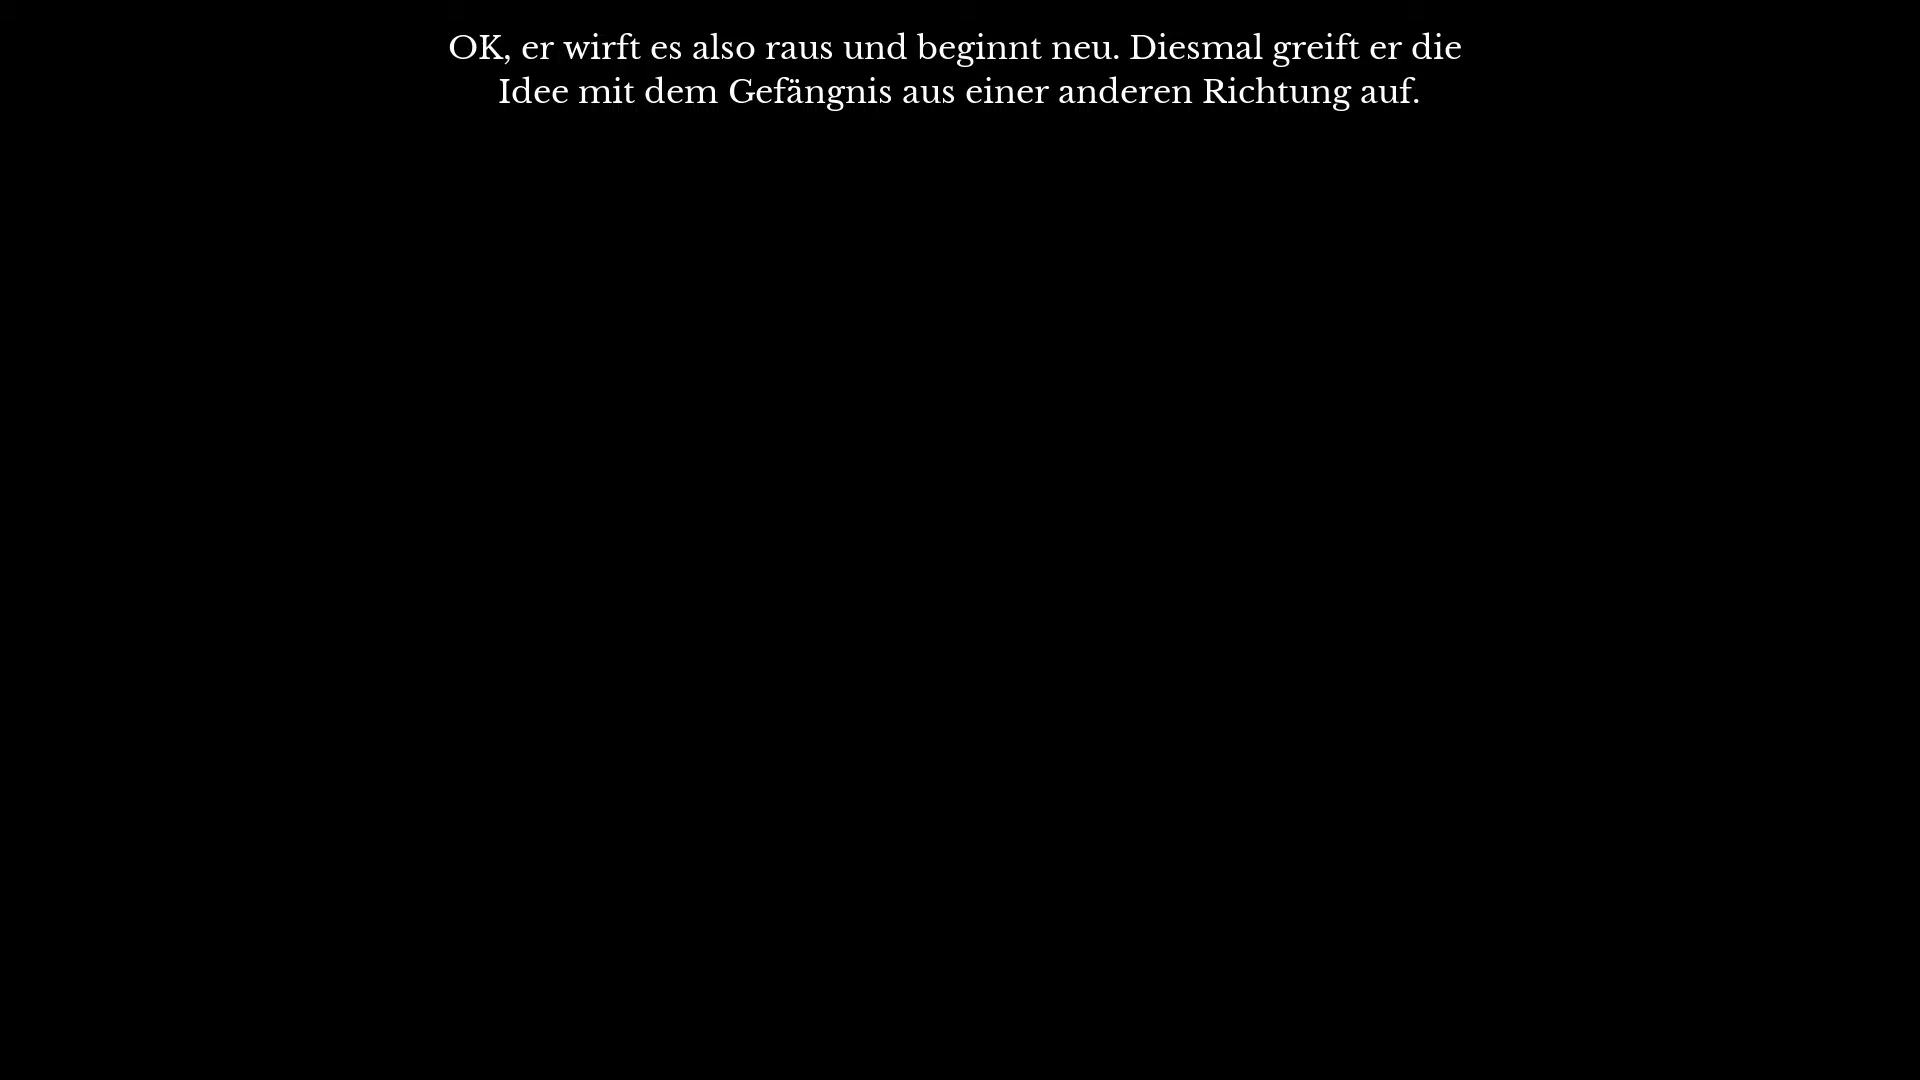 OK, er wirft es also raus und beginnt neu. Diesmal greift er die
Idee mit dem Gefängnis aus einer anderen Richtung auf.